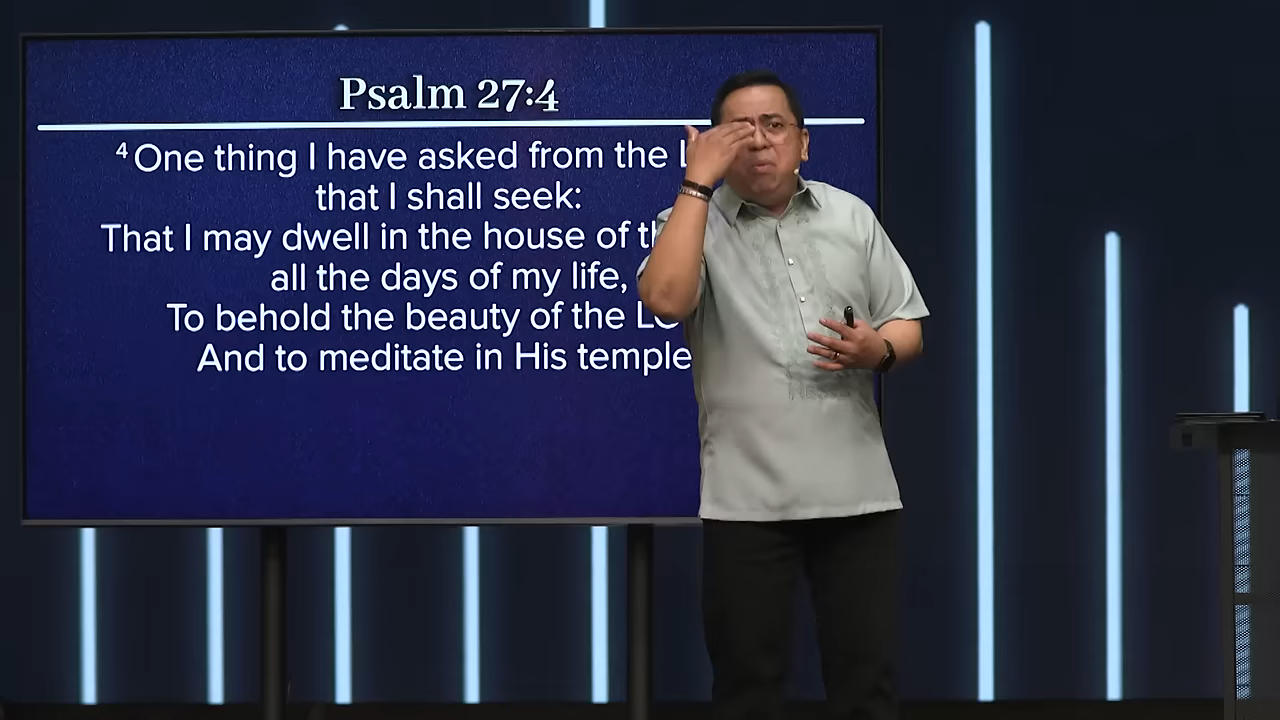 Psalm 27:4
4 One thing I have asked from the
that I shall seek:
That I may dwell in the house of
all the days of my life,
To behold the beauty of the
And to meditate in His temple